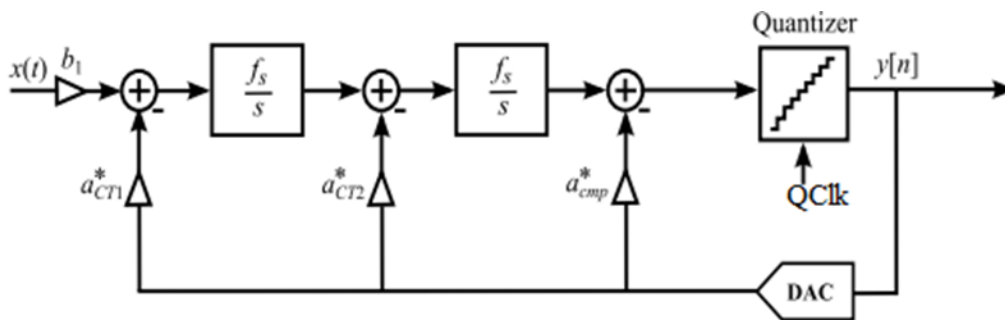 Quantizer
x(t)
b1
+
-
fs
s
+
-
fs
s
+
-
y[n]
a*CT1
a*CT2
a*cmp
QClk
DAC